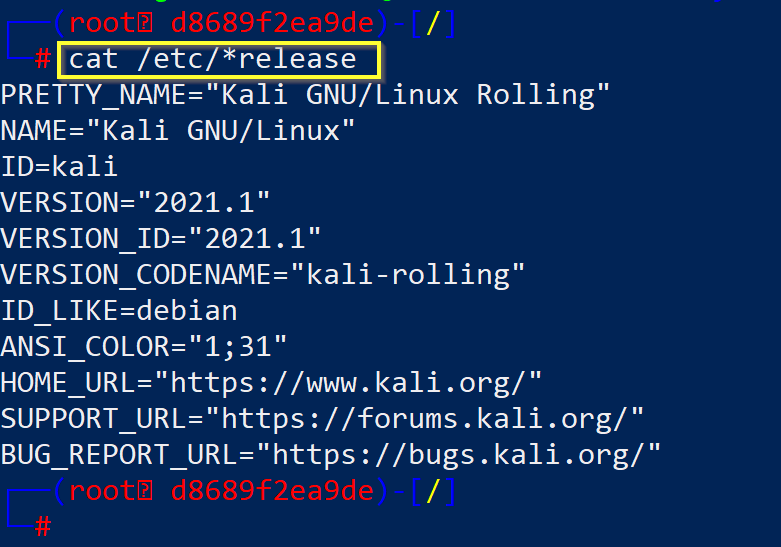 ┌──(root㉿ d8689f2ea9de)-[/]
└─# cat /etc/*release
PRETTY_NAME="Kali GNU/Linux Rolling"
NAME="Kali GNU/Linux"
ID=kali
VERSION="2021.1"
VERSION_ID="2021.1"
VERSION_CODENAME="kali-rolling"
ID_LIKE=debian
ANSI_COLOR="1;31"
HOME_URL="https://www.kali.org/"
SUPPORT_URL="https://forums.kali.org/"
BUG_REPORT_URL="https://bugs.kali.org/"
┌──(root㉿ d8689f2ea9de)-[/]
└─#